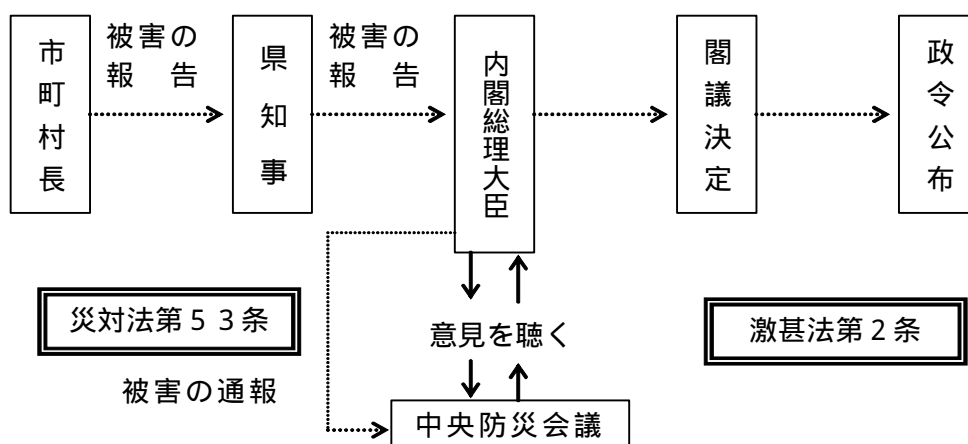 市町村長
被害の
報　告
県知事
被害の
報　告
内閣総理大臣
閣議決定
政令公布
災対法第５３条
意見を聴く
激甚法第２条
被害の通報
中央防災会議